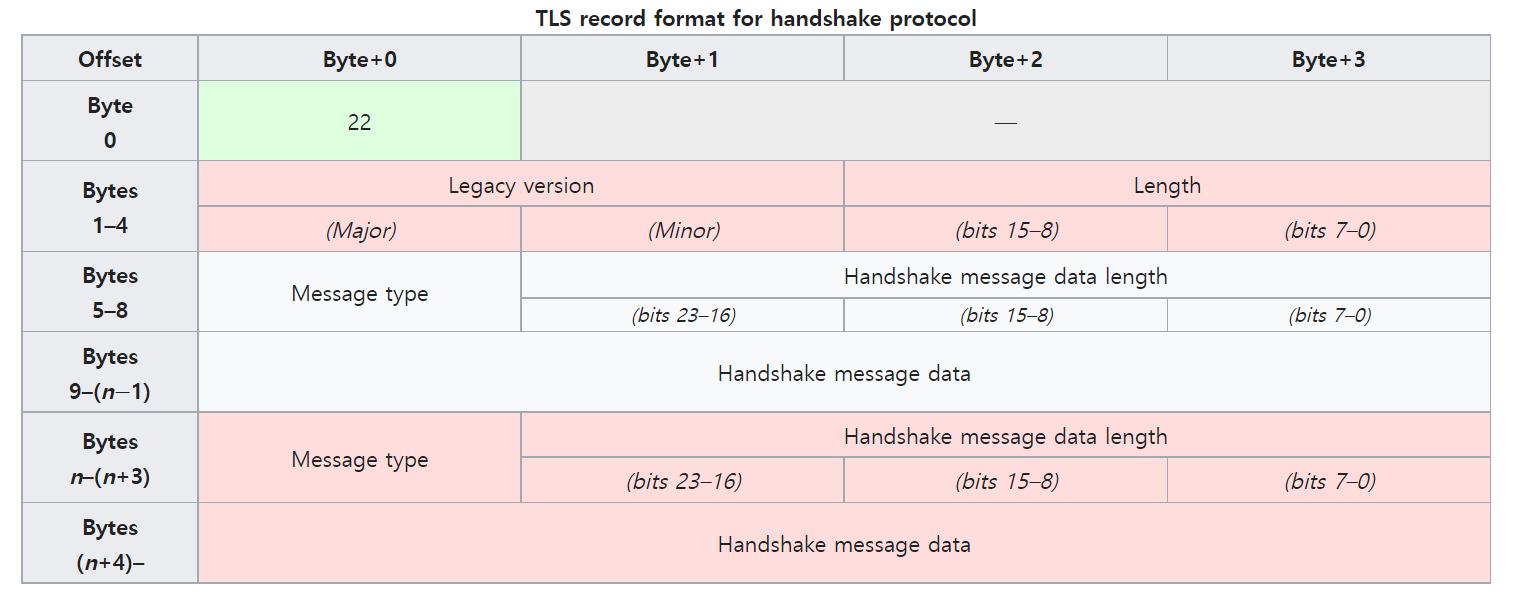 TLS record format for handshake protocol
Offset Byte+0 Byte+1 Byte+2 Byte+3
Byte
0
22
—
Bytes
1–4
Legacy version Length
(Major) (Minor) (bits 15–8) (bits 7–0)
Bytes
5–8
Message type
Handshake message data length
(bits 23–16) (bits 15–8) (bits 7–0)
Bytes
9–(n−1)
Handshake message data
Bytes
n–(n+3)
Message type
Handshake message data length
(bits 23–16) (bits 15–8) (bits 7–0)
Bytes
(n+4)–
Handshake message data